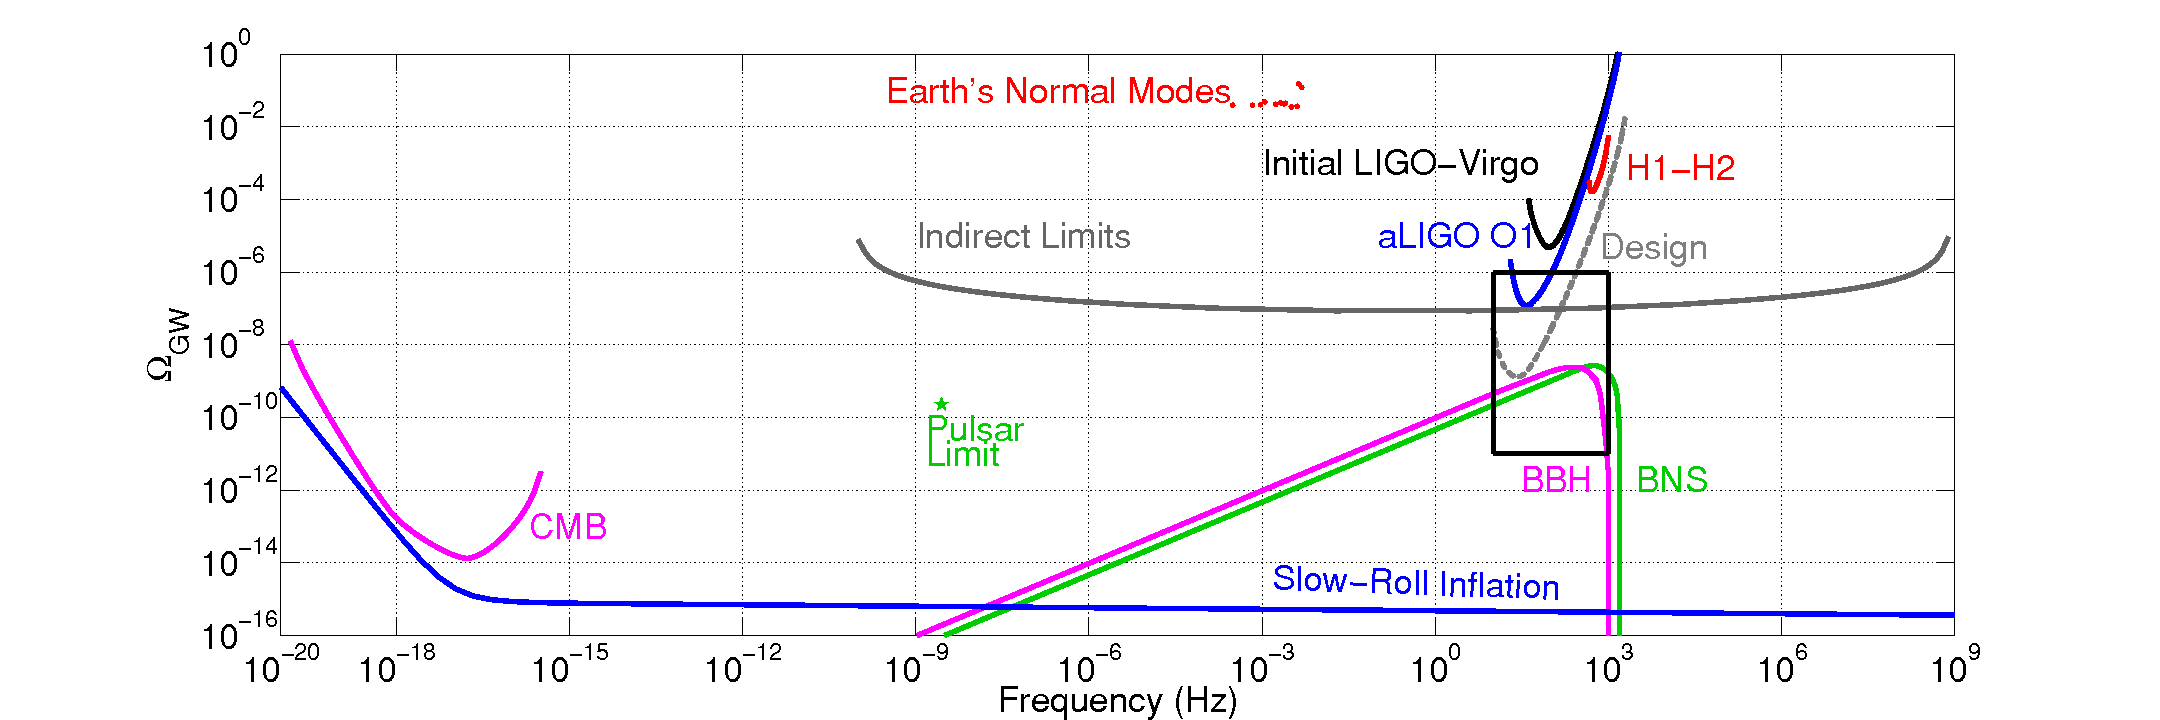 10^0
10^-2
10^-4
10^-6
10^-8
10^-10
10^-12
10^-14
10^-16
Ω_GW
Earth's Normal Modes
Initial LIGO-Virgo
H1-H2
Indirect Limits
aLIGO O1
Design
Pulsar
Limit
CMB
BBH
BNS
Slow-Roll Inflation
10^-20
10^-18
10^-15
10^-12
10^-9
10^-6
10^-3
10^0
10^3
10^6
10^9
Frequency (Hz)